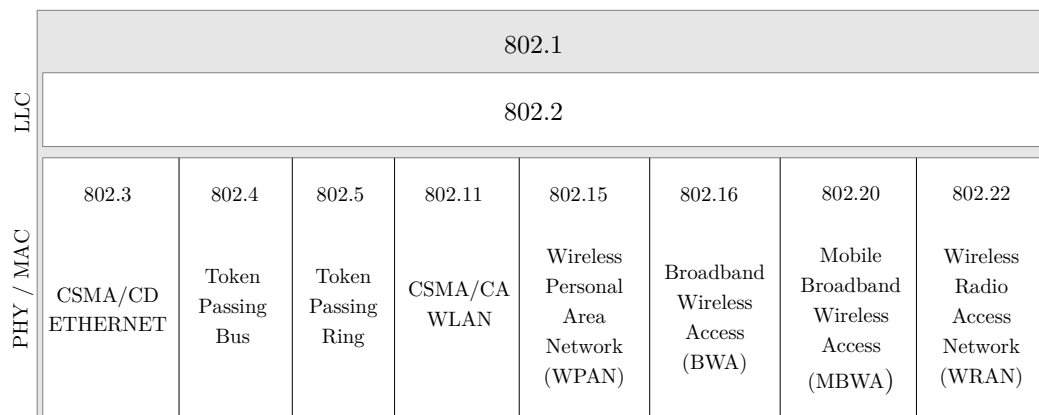 802.1
LLC
802.2
PHY / MAC
802.3
CSMA/CD
ETHERNET
802.4
Token
Passing
Bus
802.5
Token
Passing
Ring
802.11
CSMA/CA
WLAN
802.15
Wireless
Personal
Area
Network
(WPAN)
802.16
Broadband
Wireless
Access
(BWA)
802.20
Mobile
Broadband
Wireless
Access
(MBWA)
802.22
Wireless
Radio
Access
Network
(WRAN)